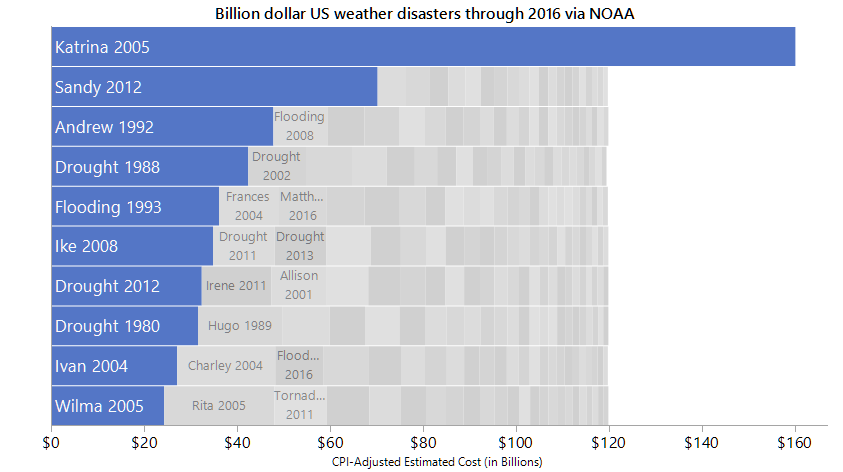 Billion dollar US weather disasters through 2016 via NOAA
Katrina 2005
Sandy 2012
Andrew 1992
Flooding
2008
Drought 1988
Drought
2002
Flooding 1993
Frances
2004
Matth...
2016
Ike 2008
Drought
2011
Drought
2013
Drought 2012
Irene 2011
Allison
2001
Drought 1980
Hugo 1989
Ivan 2004
Charley 2004
Flood...
2016
Wilma 2005
Rita 2005
Tornad...
2011
$0 $20 $40 $60 $80 $100 $120 $140 $160
CPI-Adjusted Estimated Cost (in Billions)